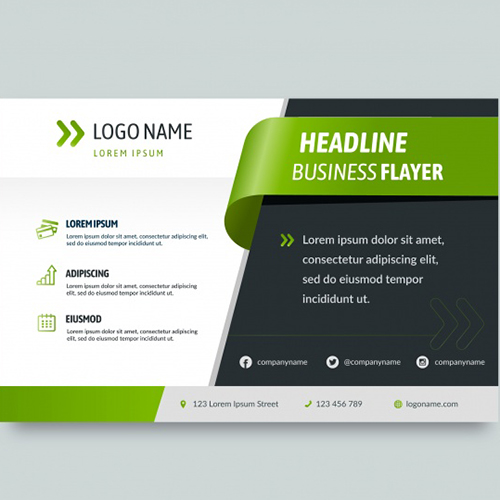 LOGO NAME
LOREM IPSUM
HEADLINE
BUSINESS FLAYER
LOREM IPSUM
Lorem ipsum dolor sit amet, consectetur adipiscing elit,
sed do eiusmod tempor incididunt ut.
ADIPISCING
Lorem ipsum dolor sit amet, consectetur
adipiscing elit, sed do eiusmod tempor
incididunt ut.
EIUSMOD
Lorem ipsum dolor sit amet, consectetur
adipiscing elit, sed do eiusmod.
Lorem ipsum dolor sit amet,
consectetur adipiscing elit,
sed do eiusmod tempor
incididunt ut.
companyname
@companyname
companyname
123 Lorem Ipsum Street
123 456 789
logoname.com